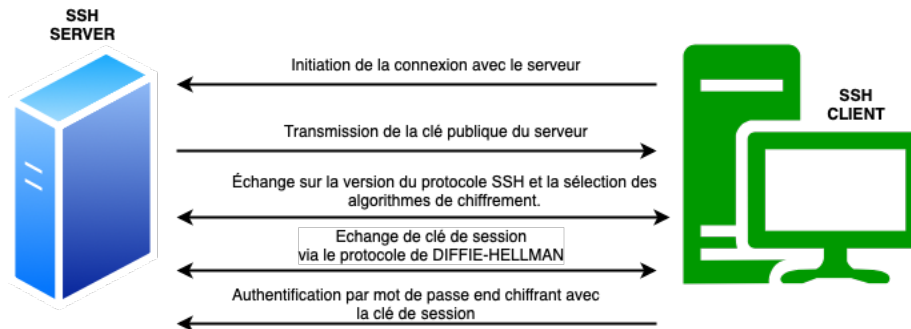 SSH
SERVER
Initiation de la connexion avec le serveur
SSH
CLIENT
Transmission de la clé publique du serveur
Échange sur la version du protocole SSH et la sélection des
algorithmes de chiffrement.
Echange de clé de session
via le protocole de DIFFIE-HELLMAN
Authentification par mot de passe end chiffrant avec
la clé de session